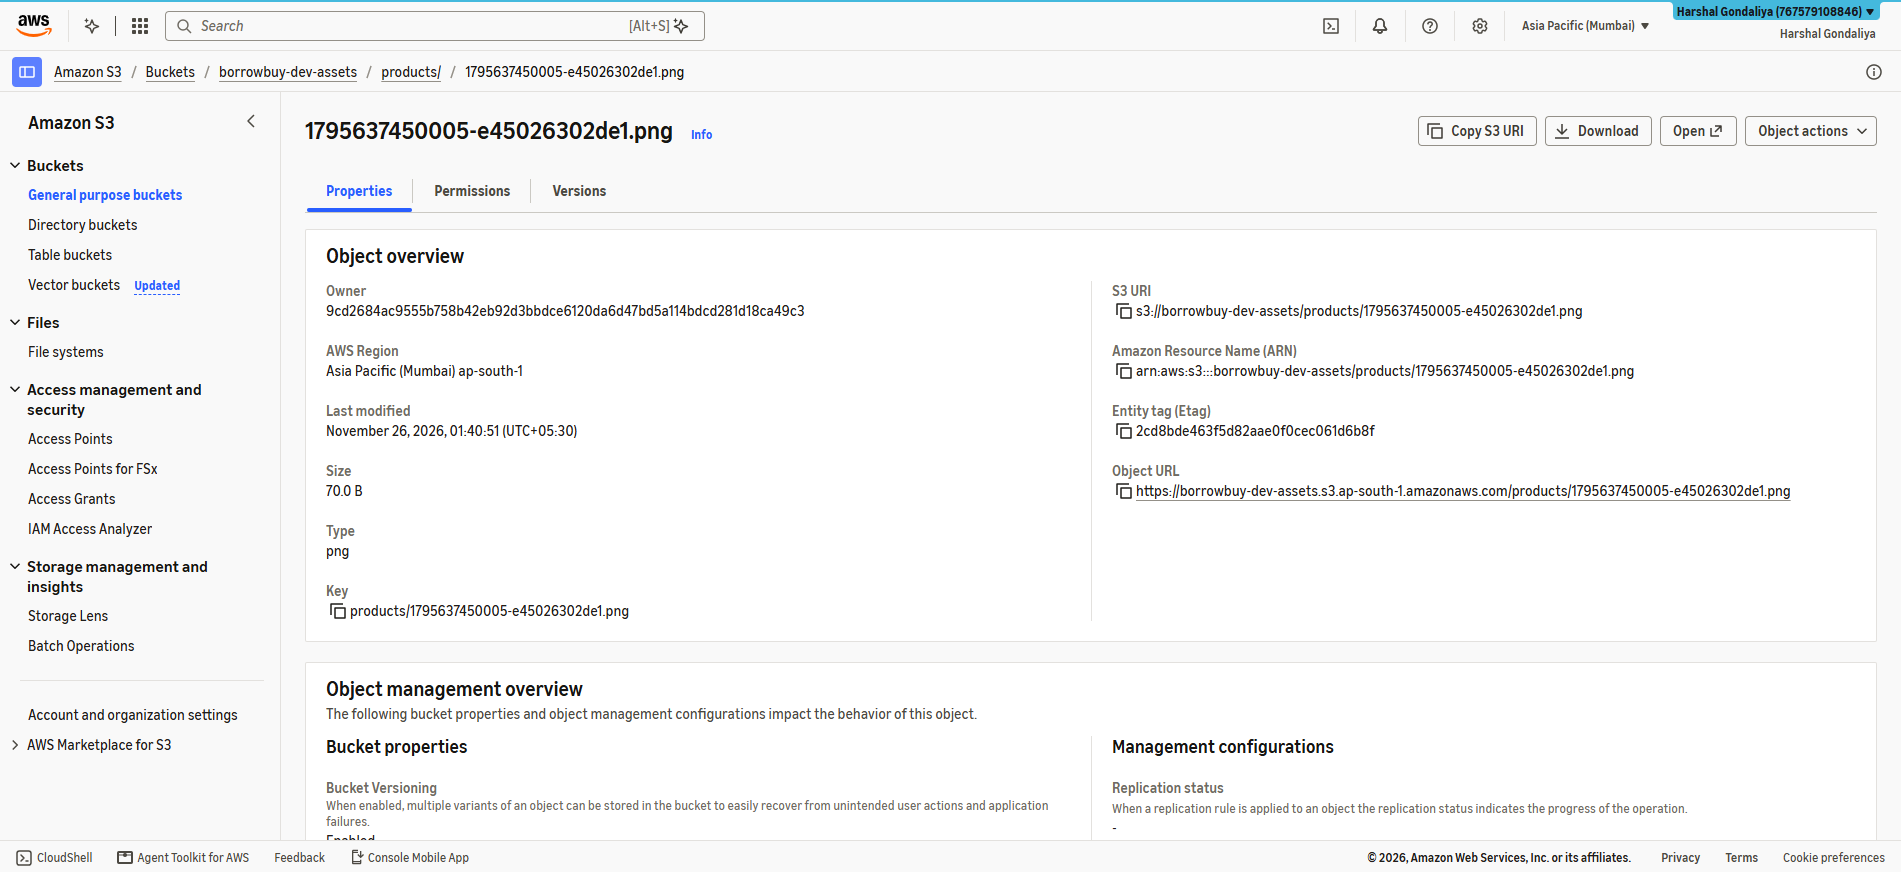 aws
Search
[Alt+S]
Asia Pacific (Mumbai)
Harshal Gondaliya (767579108846)
Harshal Gondaliya
Amazon S3 / Buckets / borrowbuy-dev-assets / products/ / 1795637450005-e45026302de1.png
Amazon S3
Buckets
General purpose buckets
Directory buckets
Table buckets
Vector buckets Updated
Files
File systems
Access management and
security
Access Points
Access Points for FSx
Access Grants
IAM Access Analyzer
Storage management and
insights
Storage Lens
Batch Operations
Account and organization settings
AWS Marketplace for S3
1795637450005-e45026302de1.png Info
Copy S3 URI
Download
Open
Object actions
Properties
Permissions
Versions
Object overview
Owner
9cd2684ac9555b758b42eb92d3bbdce6120da6d47bd5a114bdcd281d18ca49c3
AWS Region
Asia Pacific (Mumbai) ap-south-1
Last modified
November 26, 2026, 01:40:51 (UTC+05:30)
Size
70.0 B
Type
png
Key
products/1795637450005-e45026302de1.png
S3 URI
s3://borrowbuy-dev-assets/products/1795637450005-e45026302de1.png
Amazon Resource Name (ARN)
arn:aws:s3:::borrowbuy-dev-assets/products/1795637450005-e45026302de1.png
Entity tag (Etag)
2cd8bde463f5d82aae0f0cec061d6b8f
Object URL
https://borrowbuy-dev-assets.s3.ap-south-1.amazonaws.com/products/1795637450005-e45026302de1.png
Object management overview
The following bucket properties and object management configurations impact the behavior of this object.
Bucket properties
Bucket Versioning
When enabled, multiple variants of an object can be stored in the bucket to easily recover from unintended user actions and application
failures.
Enabled
Management configurations
Replication status
When a replication rule is applied to an object the replication status indicates the progress of the operation.
-
CloudShell
Agent Toolkit for AWS
Feedback
Console Mobile App
© 2026, Amazon Web Services, Inc. or its affiliates.
Privacy
Terms
Cookie preferences